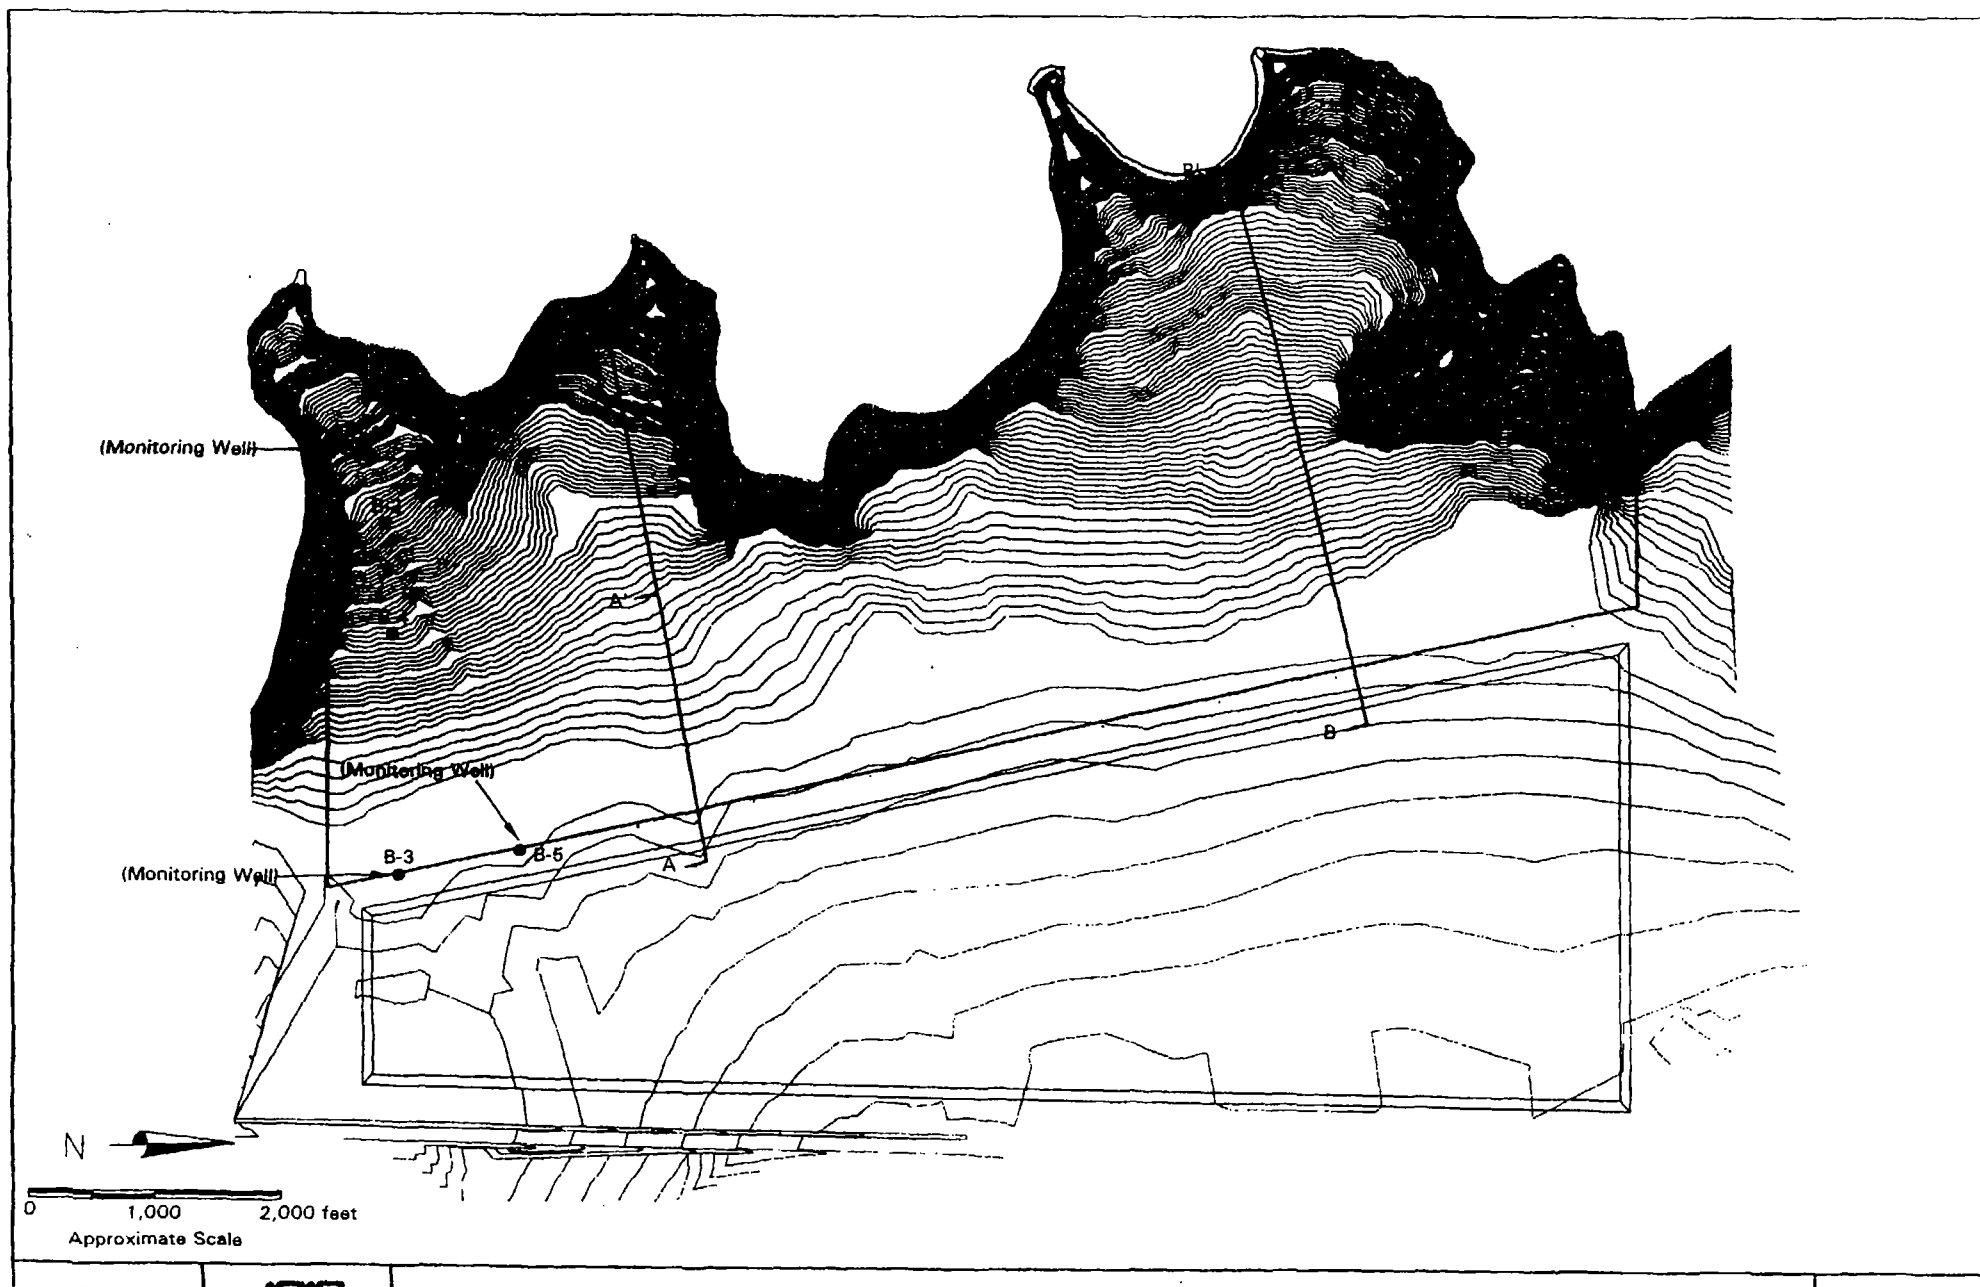 (Monitoring Well)
A'
(Monitoring Well)
B-3
B-5
(Monitoring Well)
A
B
N
0 1,000 2,000 feet
Approximate Scale